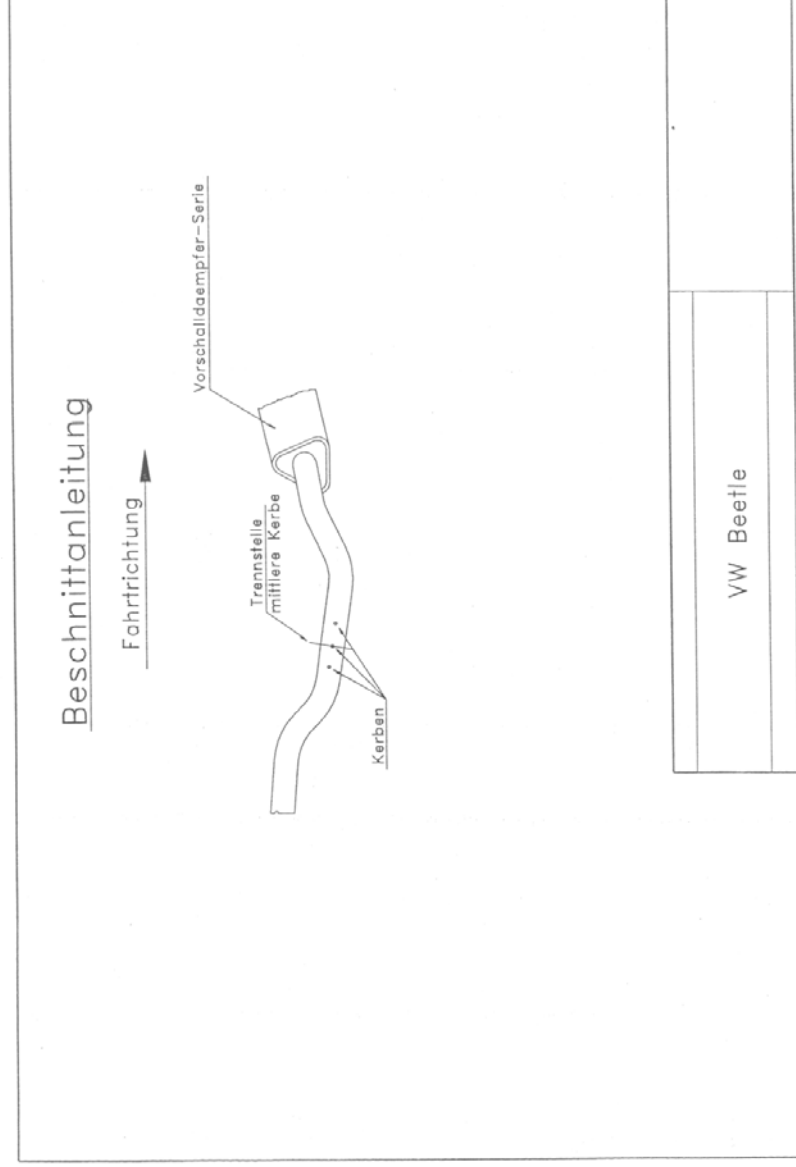 Beschnittanleitung
Fahrtrichtung
Vorschalldaempfer-Serie
Trennstelle
mittlere Kerbe
Kerben
VW Beetle